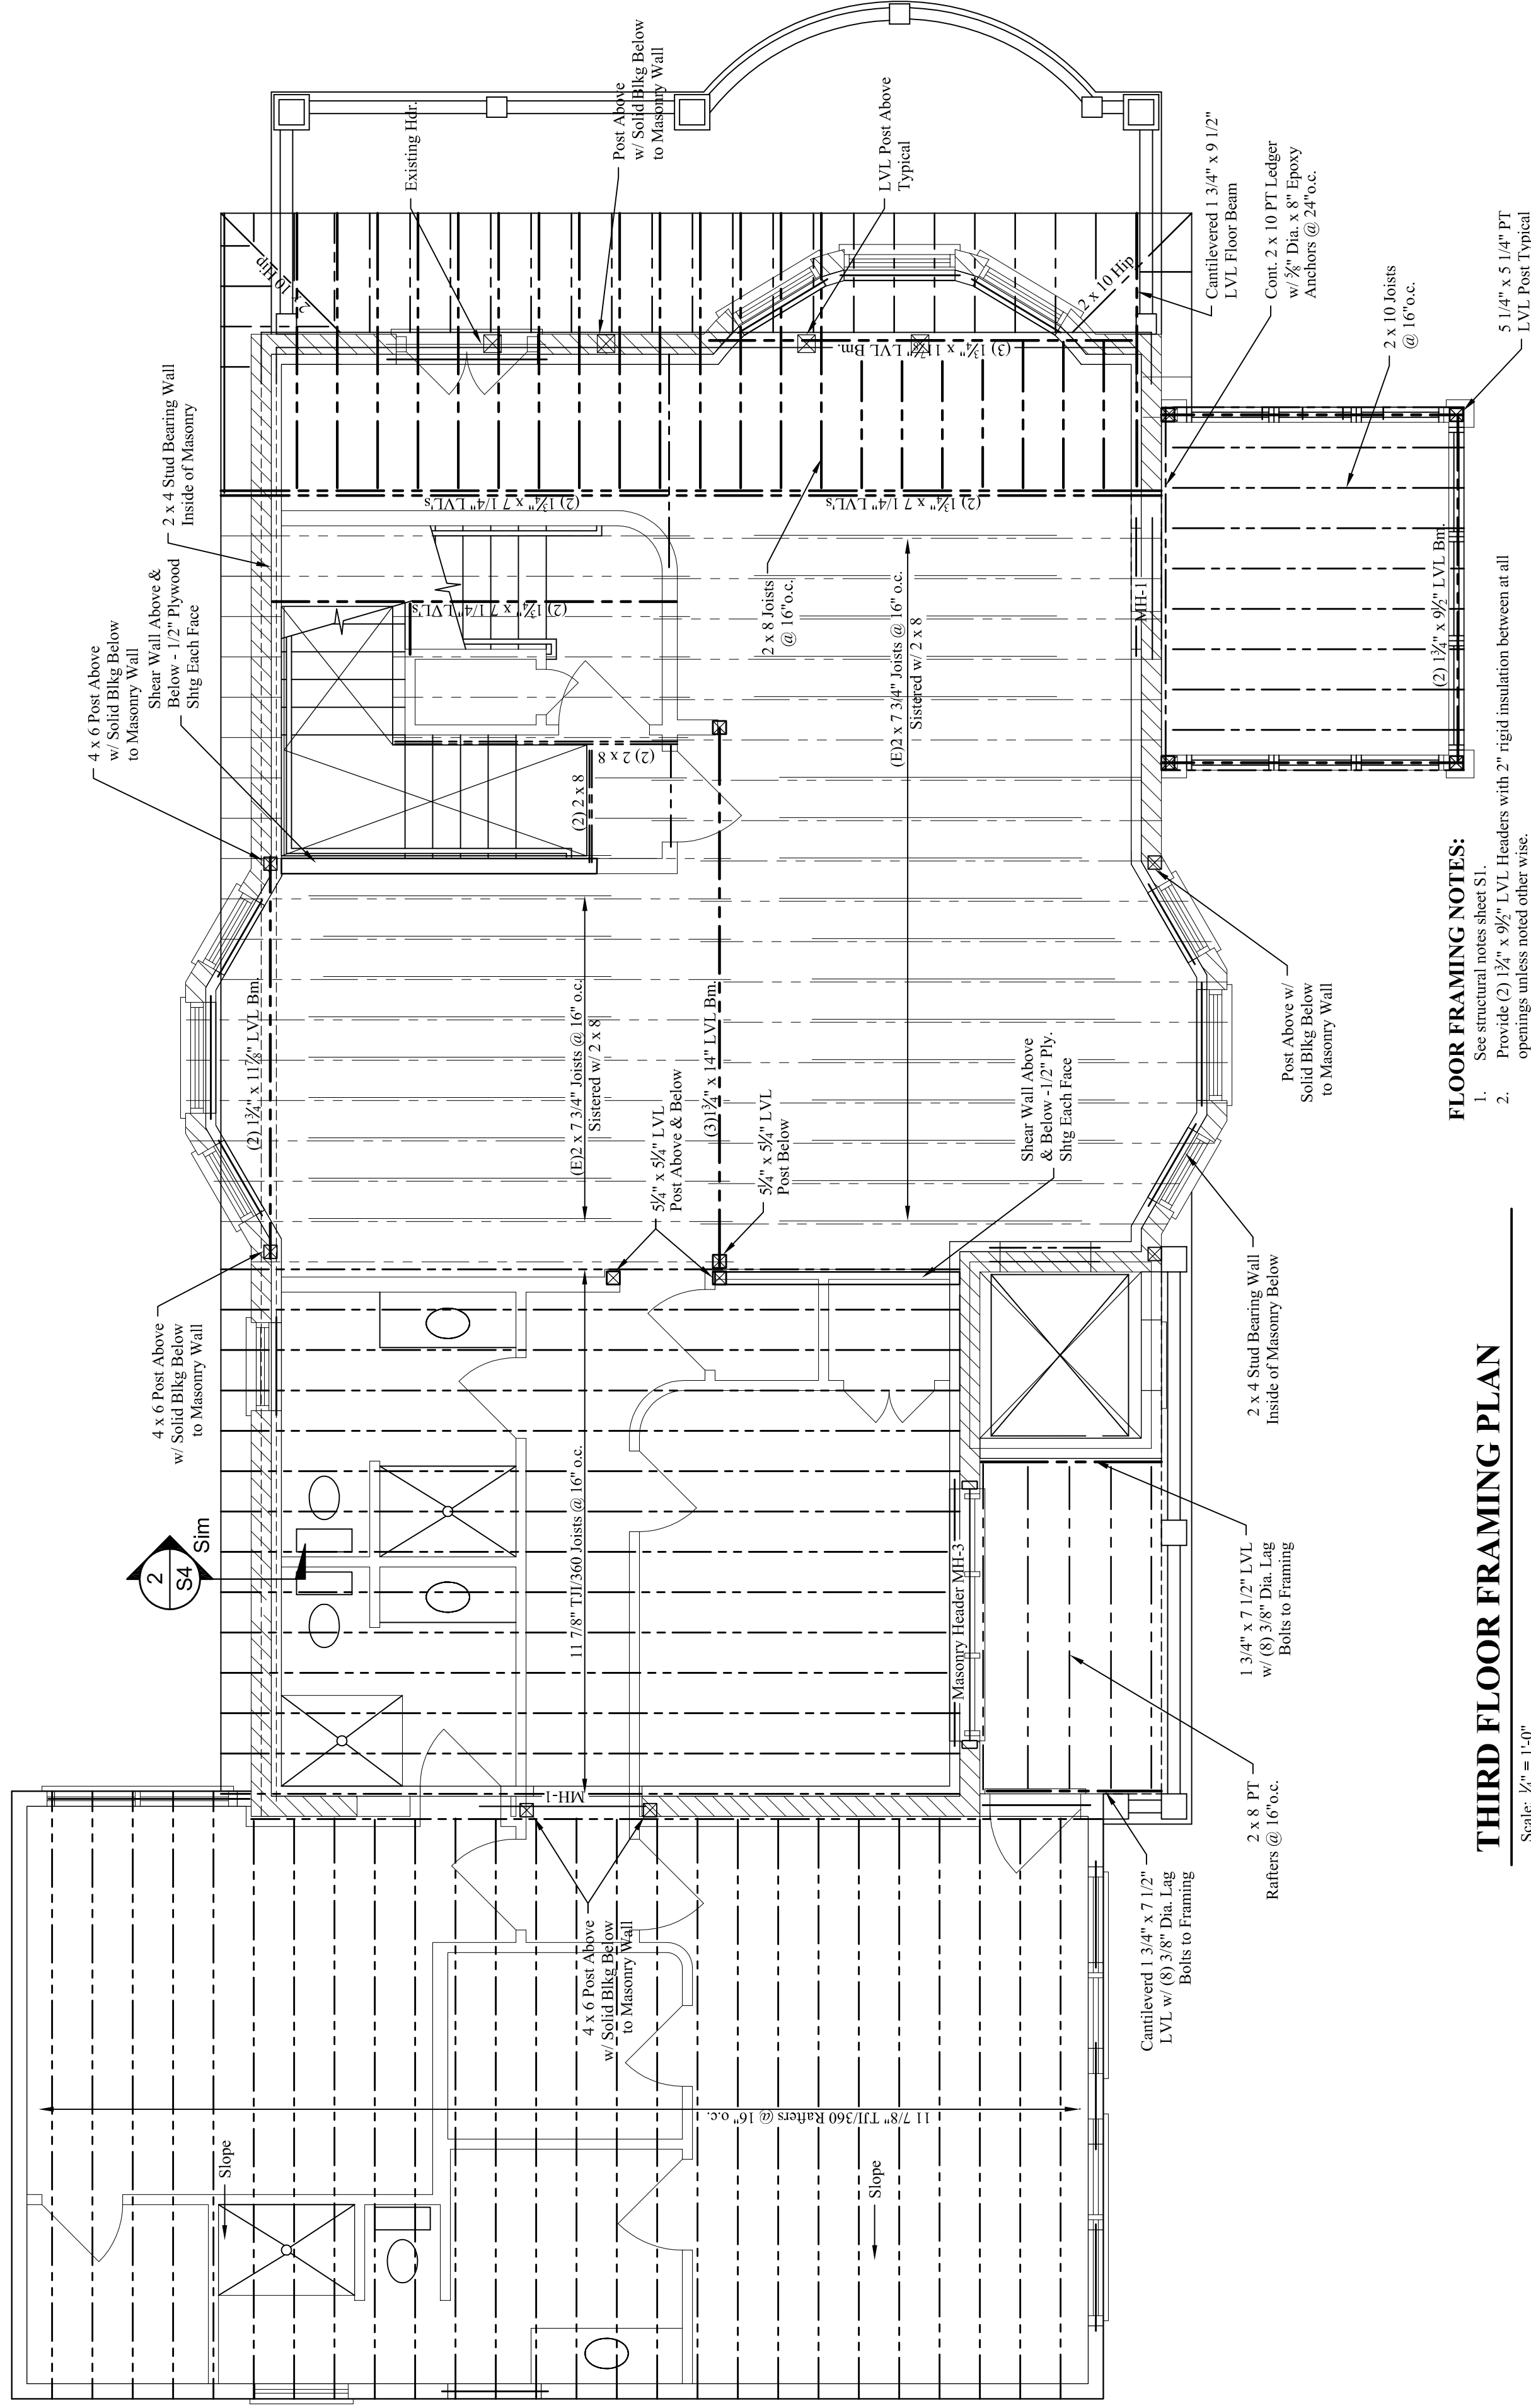 Existing Hdr.
Post Above
w/ Solid Blkg Below
to Masonry Wall
2 x 10 Hip
2 x 4 Stud Bearing Wall
Inside of Masonry
LVL Post Above
Typical
Cantilevered 1 3/4" x 9 1/2"
LVL Floor Beam
2 x 10 Hip
(3) 1¾" x 11⅞" LVL Bm.
Cont. 2 x 10 PT Ledger
w/ ⅝" Dia. x 8" Epoxy
Anchors @ 24"o.c.
2 x 10 Joists
@ 16"o.c.
5 1/4" x 5 1/4" PT
LVL Post Typical
Shear Wall Above &
Below - 1/2" Plywood
Shtg Each Face
4 x 6 Post Above
w/ Solid Blkg Below
to Masonry Wall
(2) 1¾" x 7 1/4" LVL's
(2) 1¾" x 7 1/4" LVL's
(2) 1¾" x 7 1/4" LVL's
2 x 8 Joists
@ 16"o.c.
MH-1
(2) 1¾" x 9½" LVL Bm.
(2) 2 x 8
(2) 2 x 8
(E)2 x 7 3/4" Joists @ 16" o.c.
Sistered w/ 2 x 8
(2) 1¾" x 11⅞" LVL Bm.
(E)2 x 7 3/4" Joists @ 16" o.c.
Sistered w/ 2 x 8
(3)1¾" x 14" LVL Bm.
5¼" x 5¼" LVL
Post Above & Below
5¼" x 5¼" LVL
Post Below
Shear Wall Above
& Below -1/2" Ply.
Shtg Each Face
Post Above w/
Solid Blkg Below
to Masonry Wall
4 x 6 Post Above
w/ Solid Blkg Below
to Masonry Wall
2 x 4 Stud Bearing Wall
Inside of Masonry Below
2
S4
Sim
11 7/8" TJI/360 Joists @ 16" o.c.
Masonry Header MH-3
1 3/4" x 7 1/2" LVL
w/ (8) 3/8" Dia. Lag
Bolts to Framing
MH-1
2 x 8 PT
Rafters @ 16"o.c.
4 x 6 Post Above
w/ Solid Blkg Below
to Masonry Wall
Cantileverd 1 3/4" x 7 1/2"
LVL w/ (8) 3/8" Dia. Lag
Bolts to Framing
11 7/8" TJI/360 Rafters @ 16" o.c.
Slope
Slope
FLOOR FRAMING NOTES:
1. See structural notes sheet S1.
2. Provide (2) 1¾" x 9½" LVL Headers with 2" rigid insulation between at all
openings unless noted other wise.
THIRD FLOOR FRAMING PLAN
Scale: ¼" = 1'-0"